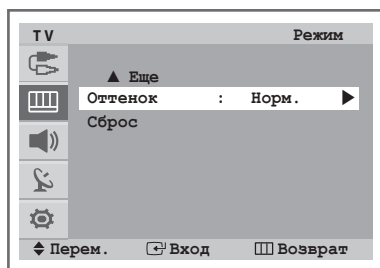 TV Режим
▲ Еще
Оттенок : Норм. ▶
Сброс
Перем. Вход Возврат